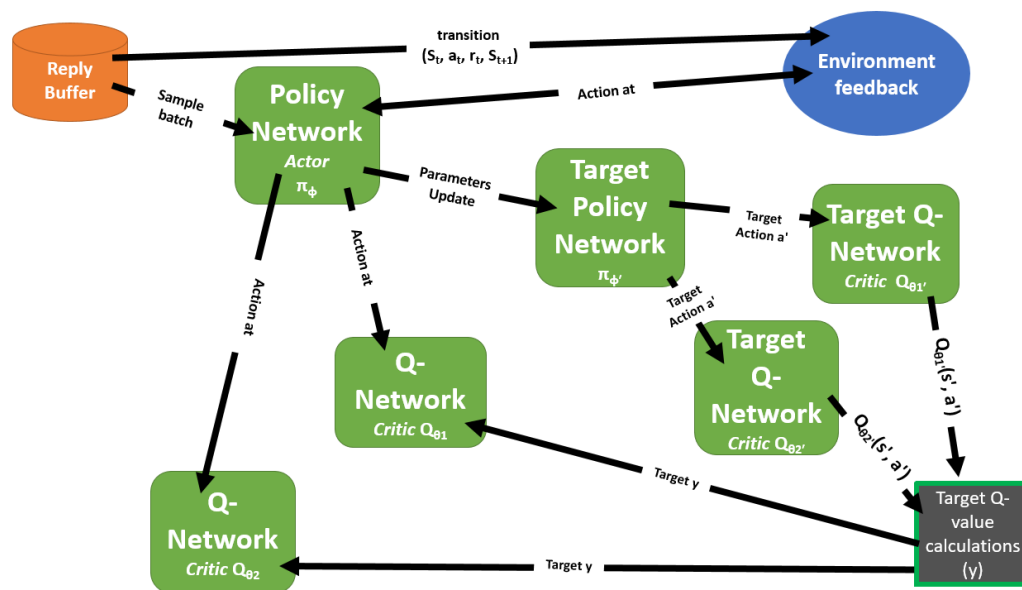 transition
(St, at, rt, St+1)
Reply
Buffer
Environment
feedback
Sample
batch
Action at
Policy
Network
Actor
πϕ
Parameters
Update
Target
Policy
Network
πϕ′
Target
Action a'
Target Q-
Network
Critic Qθ1′
Action at
Action at
Target
Action a'
Target
Q-
Network
Critic Qθ2′
Qθ1′(s', a')
Qθ2′(s', a')
Q-
Network
Critic Qθ1
Target y
Q-
Network
Critic Qθ2
Target y
Target Q-
value
calculations
(y)